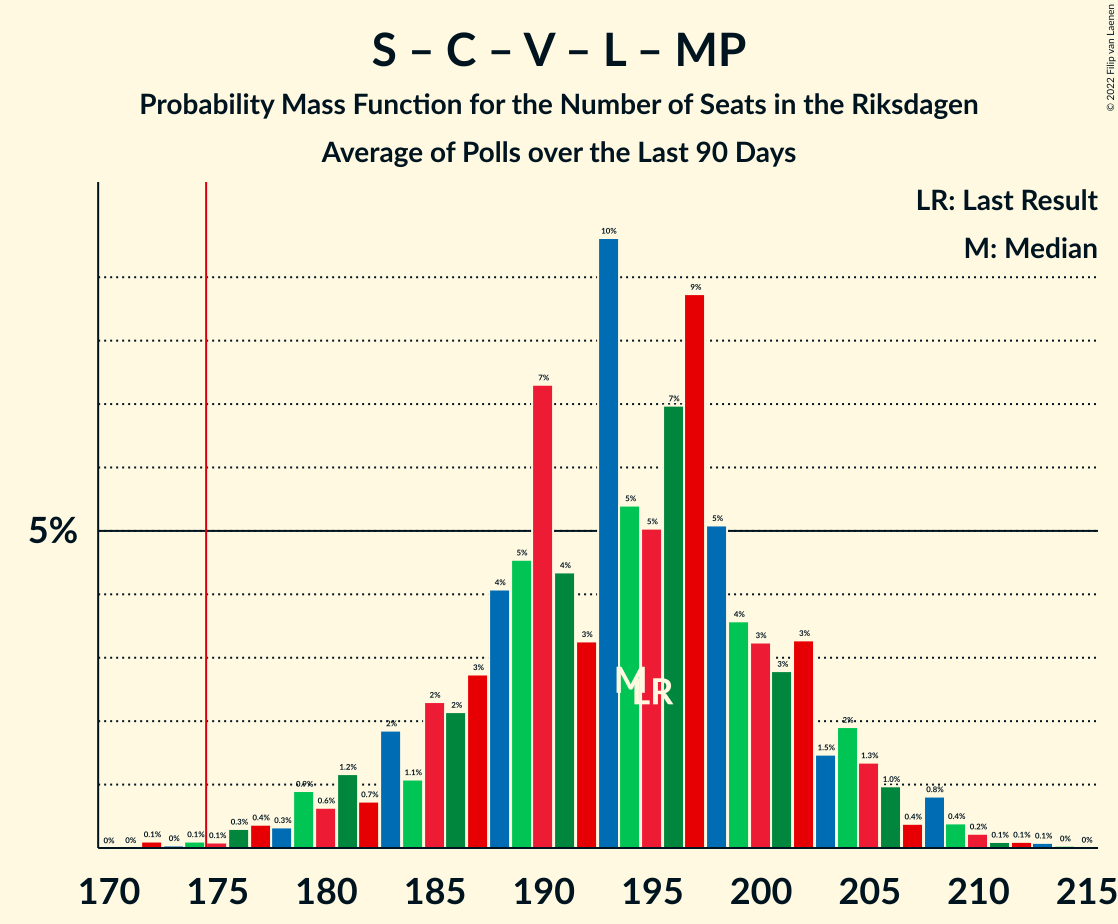 S – C – V – L – MP
Probability Mass Function for the Number of Seats in the Riksdagen
Average of Polls over the Last 90 Days
© 2022 Filip van Laenen
LR: Last Result
M: Median
5%
0% 0% 0.1% 0% 0.1% 0.1% 0.3% 0.4% 0.3% 0.9% 0.6% 1.2% 0.7% 2% 1.1% 2% 2% 3% 4% 5% 7% 4% 3% 10% 5% 5% 7% 9% 5% 4% 3% 3% 3% 1.5% 2% 1.3% 1.0% 0.4% 0.8% 0.4% 0.2% 0.1% 0.1% 0.1% 0% 0%
M LR
170 175 180 185 190 195 200 205 210 215